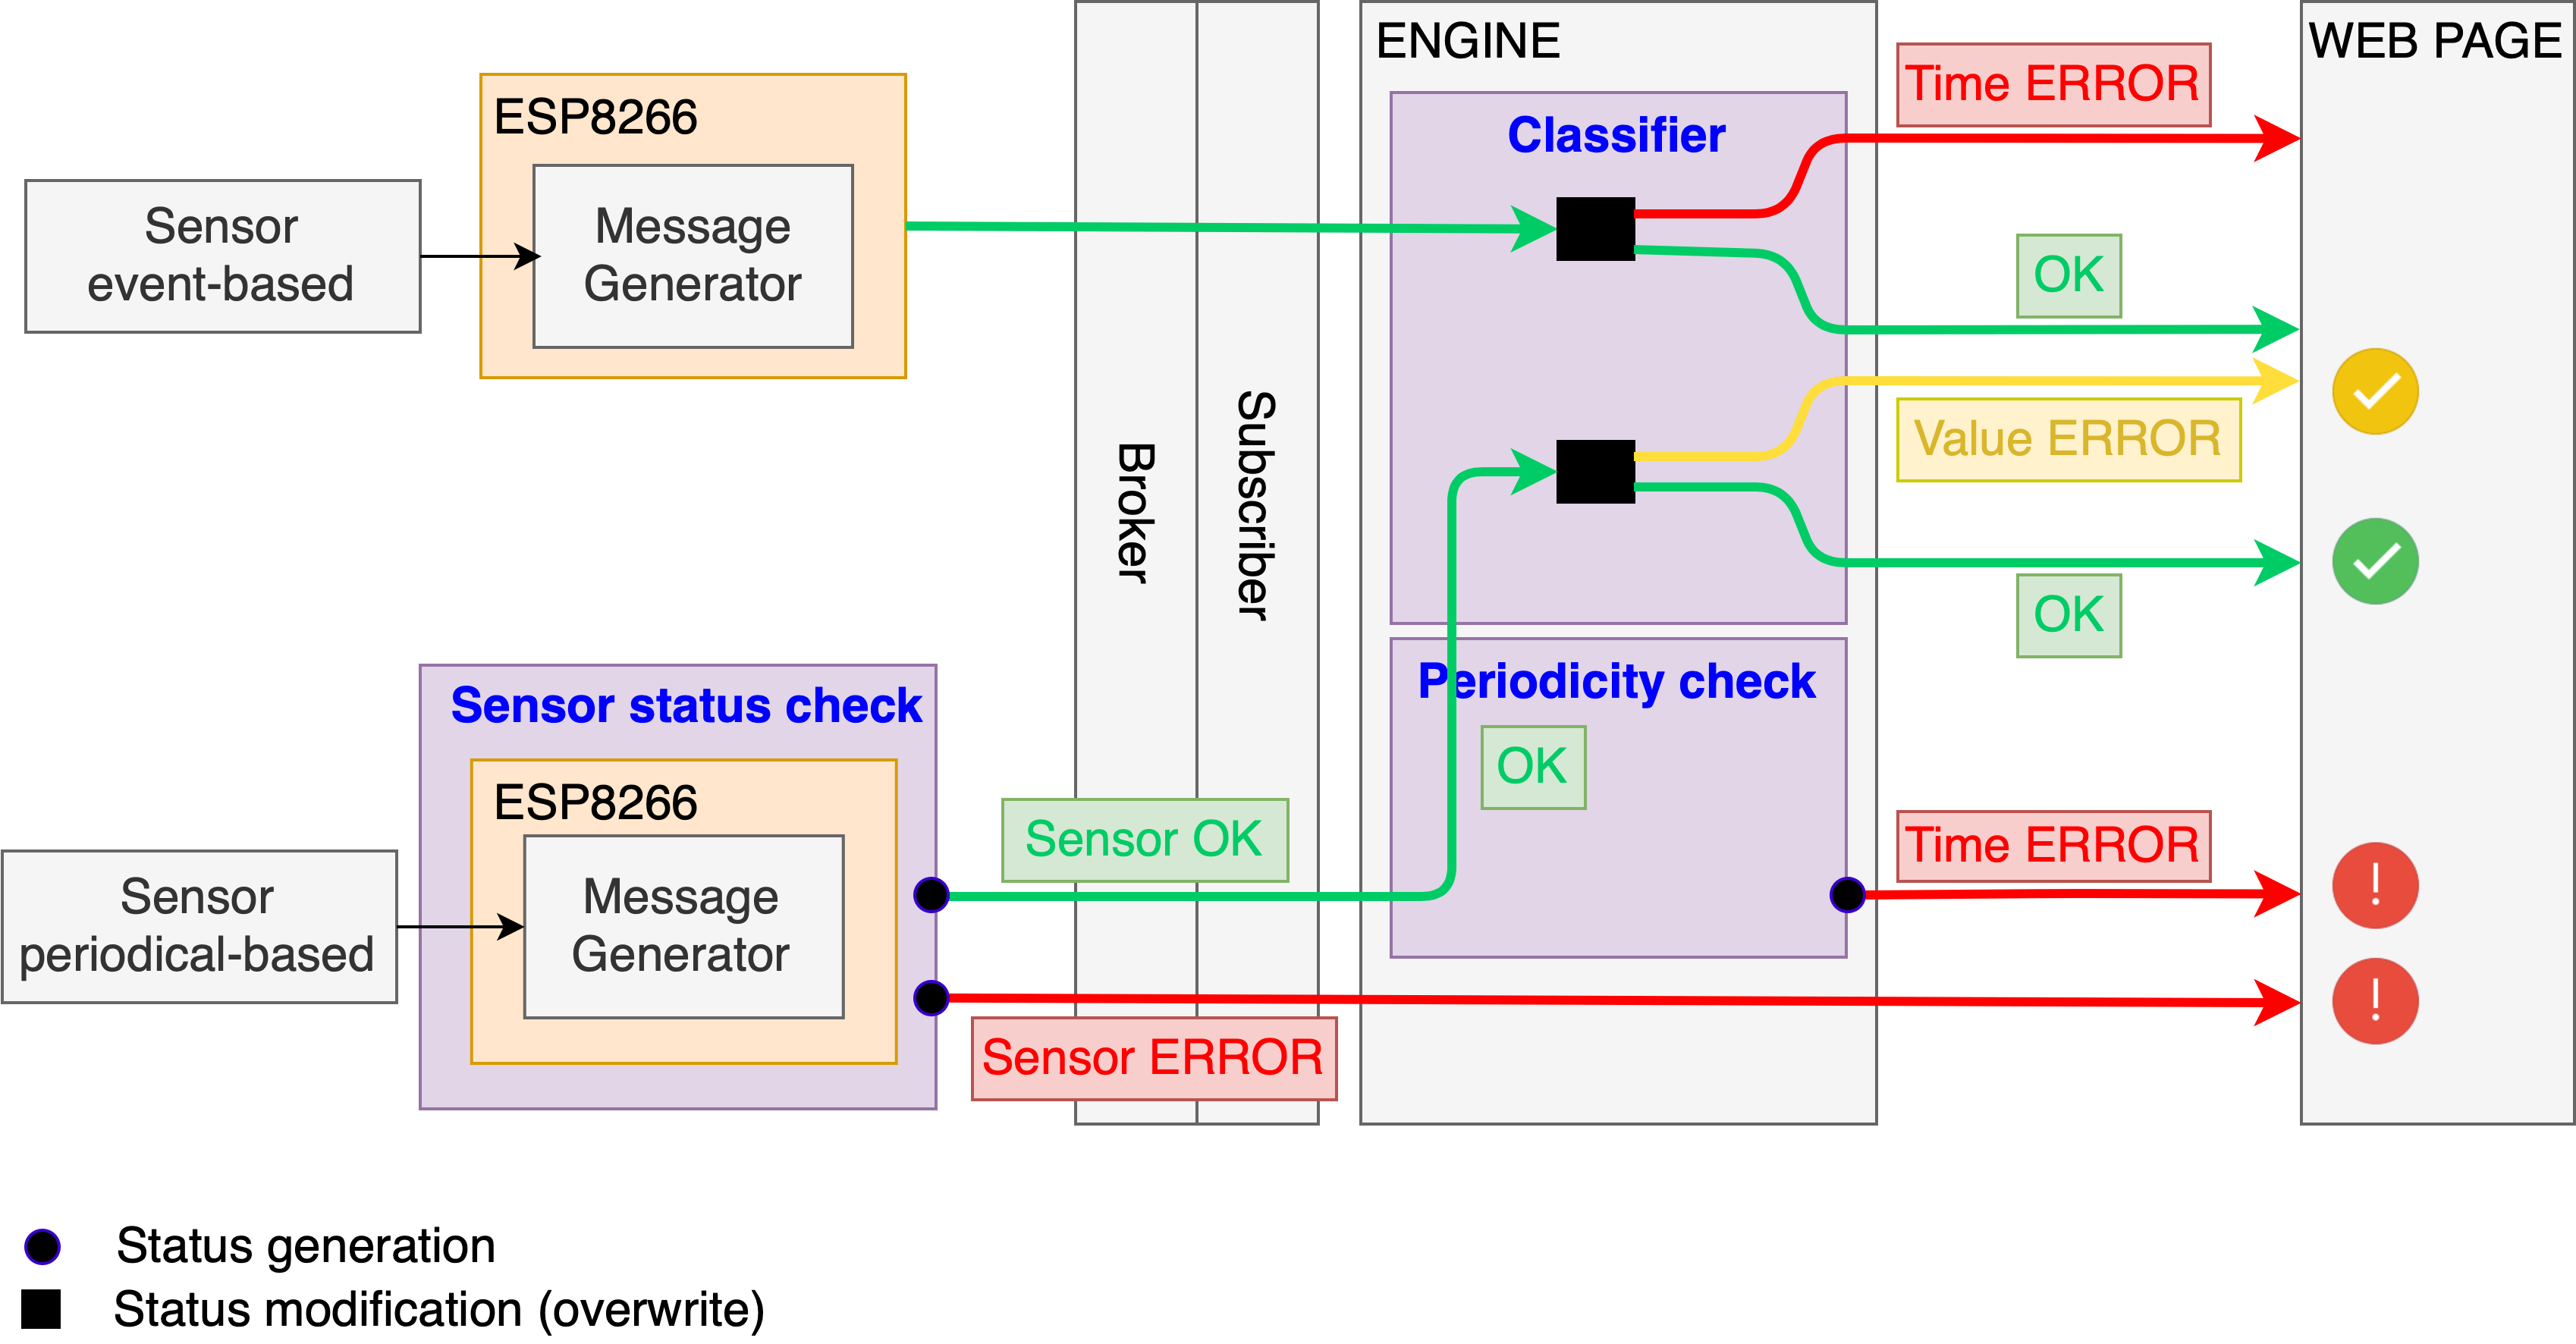 ENGINE
WEB PAGE
Time ERROR
ESP8266
Classifier
Sensor
event-based
Message
Generator
OK
Value ERROR
Broker
Subscriber
OK
Sensor status check
Periodicity check
OK
ESP8266
Sensor OK
Time ERROR
Sensor
periodical-based
Message
Generator
Sensor ERROR
Status generation
Status modification (overwrite)